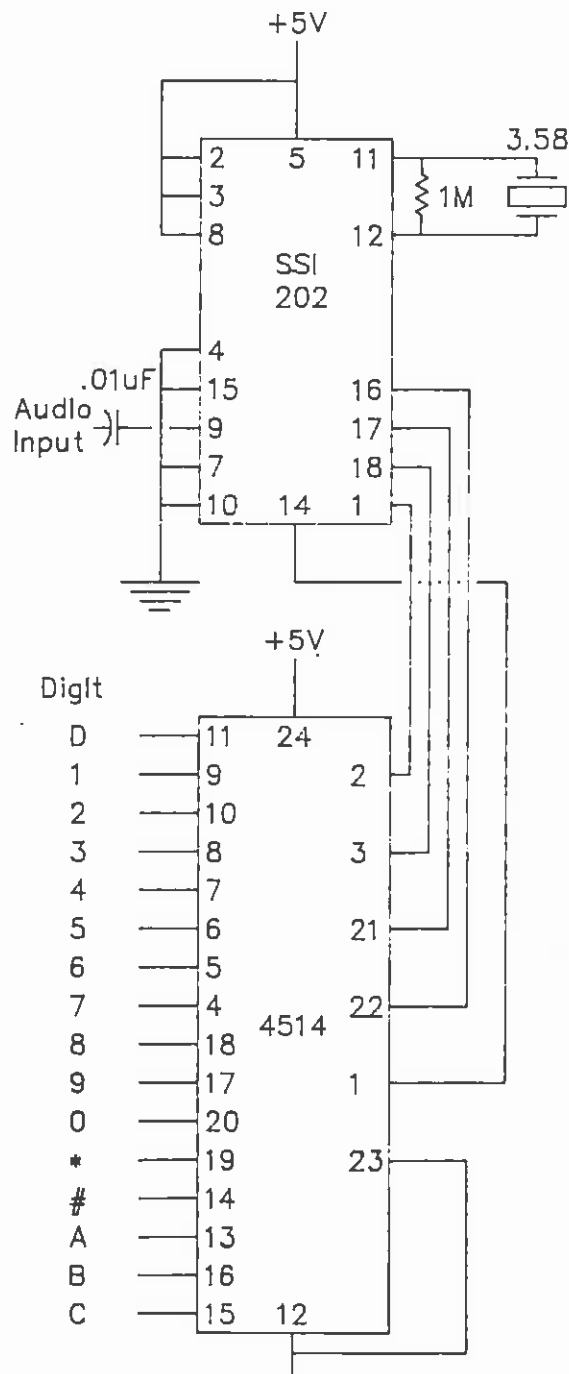 +5V
3.58
2 5 11
3 1M
8 12
SSI
202
4
.01uF 15 16
Audio
Input 9 17
7 18
10 14 1
+5V
Digit
D 11 24
1 9 2
2 10
3 8 3
4 7
5 6 21
6 5
7 4 4514 22
8 18
9 17 1
0 20
* 19 23
# 14
A 13
B 16
C 15 12